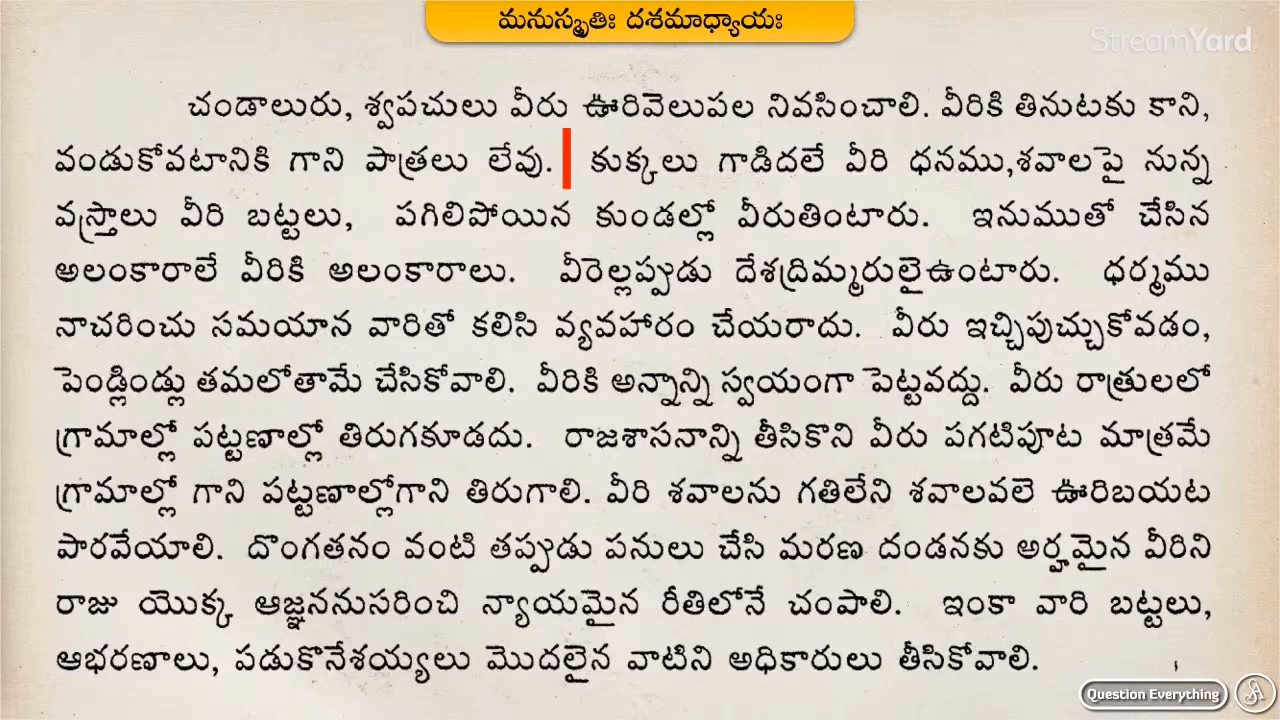 మనుస్మృతిః దశమాధ్యాయః
StreamYard
చండాలురు, శ్వపచులు వీరు ఊరివెలుపల నివసించాలి. వీరికి తినుటకు కాని,
వండుకోవటానికి గాని పాత్రలు లేవు. కుక్కలు గాడిదలే వీరి ధనము,శవాలపై నున్న
వస్త్రాలు వీరి బట్టలు, పగిలిపోయిన కుండల్లో వీరుతింటారు. ఇనుముతో చేసిన
అలంకారాలే వీరికి అలంకారాలు. వీరెల్లప్పుడు దేశద్రిమ్మరులైఉంటారు. ధర్మము
నాచరించు సమయాన వారితో కలిసి వ్యవహారం చేయరాదు. వీరు ఇచ్చిపుచ్చుకోవడం,
పెండ్లిండ్లు తమలోతామే చేసికోవాలి. వీరికి అన్నాన్ని స్వయంగా పెట్టవద్దు. వీరు రాత్రులలో
గ్రామాల్లో పట్టణాల్లో తిరుగకూడదు. రాజశాసనాన్ని తీసికొని వీరు పగటిపూట మాత్రమే
గ్రామాల్లో గాని పట్టణాల్లోగాని తిరుగాలి. వీరి శవాలను గతిలేని శవాలవలె ఊరిబయట
పారవేయాలి. దొంగతనం వంటి తప్పుడు పనులు చేసి మరణ దండనకు అర్హమైన వీరిని
రాజు యొక్క ఆజ్ఞననుసరించి న్యాయమైన రీతిలోనే చంపాలి. ఇంకా వారి బట్టలు,
ఆభరణాలు, పడుకొనేశయ్యలు మొదలైన వాటిని అధికారులు తీసికోవాలి.
Question Everything